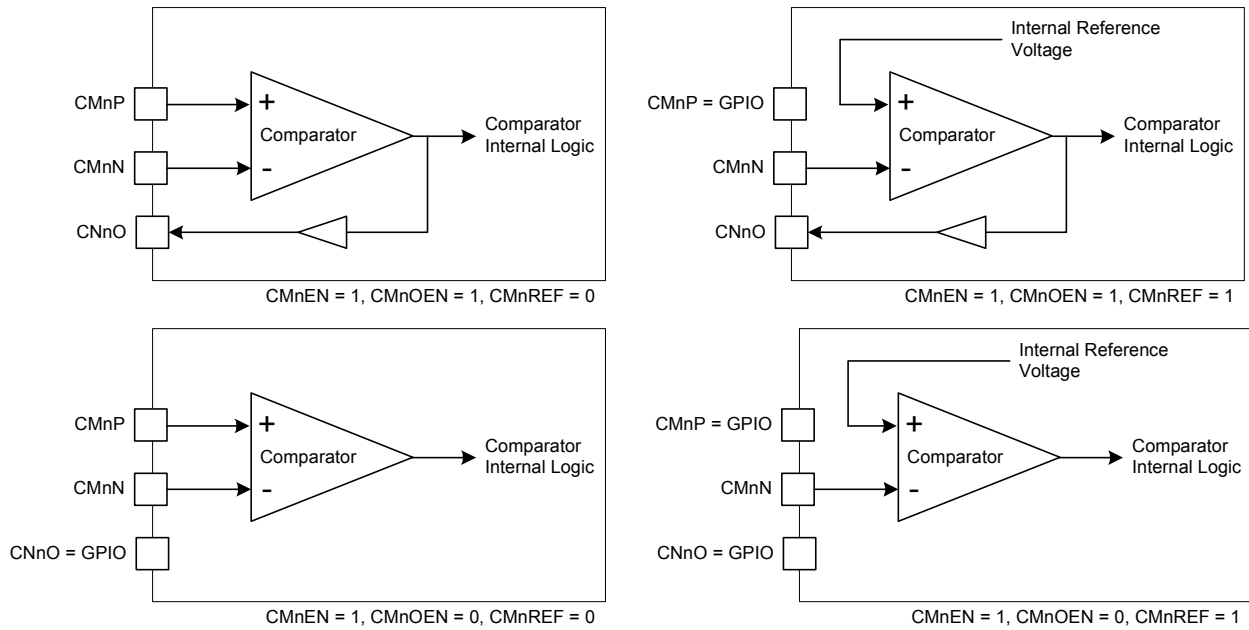 CMnP
CMnN
CNnO
+
Comparator
-
Comparator
Internal Logic
CMnEN = 1, CMnOEN = 1, CMnREF = 0
Internal Reference
Voltage
CMnP = GPIO
CMnN
CNnO
+
Comparator
-
Comparator
Internal Logic
CMnEN = 1, CMnOEN = 1, CMnREF = 1
CMnP
CMnN
CNnO = GPIO
+
Comparator
-
Comparator
Internal Logic
CMnEN = 1, CMnOEN = 0, CMnREF = 0
Internal Reference
Voltage
CMnP = GPIO
CMnN
CNnO = GPIO
+
Comparator
-
Comparator
Internal Logic
CMnEN = 1, CMnOEN = 0, CMnREF = 1